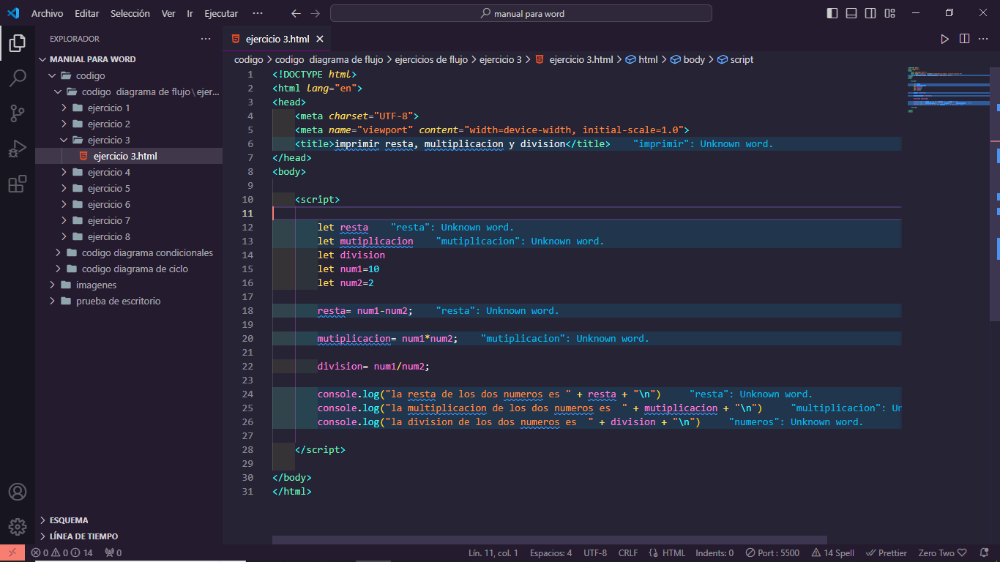 Archivo Editar Selección Ver Ir Ejecutar ··· manual para word
EXPLORADOR ···
MANUAL PARA WORD
codigo
codigo diagrama de flujo\ejer...
ejercicio 1
ejercicio 2
ejercicio 3
ejercicio 3.html
ejercicio 4
ejercicio 5
ejercicio 6
ejercicio 7
ejercicio 8
codigo diagrama condicionales
codigo diagrama de ciclo
imagenes
prueba de escritorio
ESQUEMA
LÍNEA DE TIEMPO
ejercicio 3.html
codigo > codigo diagrama de flujo > ejercicios de flujo > ejercicio 3 > ejercicio 3.html > html > body > script
1 <!DOCTYPE html>
2 <html lang="en">
3 <head>
4 <meta charset="UTF-8">
5 <meta name="viewport" content="width=device-width, initial-scale=1.0">
6 <title>imprimir resta, multiplicacion y division</title> "imprimir": Unknown word.
7 </head>
8 <body>
9
10 <script>
11
12 let resta "resta": Unknown word.
13 let mutiplicacion "mutiplicacion": Unknown word.
14 let division
15 let num1=10
16 let num2=2
17
18 resta= num1-num2; "resta": Unknown word.
19
20 mutiplicacion= num1*num2; "mutiplicacion": Unknown word.
21
22 division= num1/num2;
23
24 console.log("la resta de los dos numeros es " + resta + "\n") "resta": Unknown word.
25 console.log("la multiplicacion de los dos numeros es  " + mutiplicacion + "\n") "multiplicacion": Un
26 console.log("la division de los dos numeros es  " + division + "\n") "numeros": Unknown word.
27
28 </script>
29
30 </body>
31 </html>
0 0 14 0 Lín. 11, col. 1 Espacios: 4 UTF-8 CRLF {} HTML Indents: 0 Port : 5500 14 Spell Prettier Zero Two